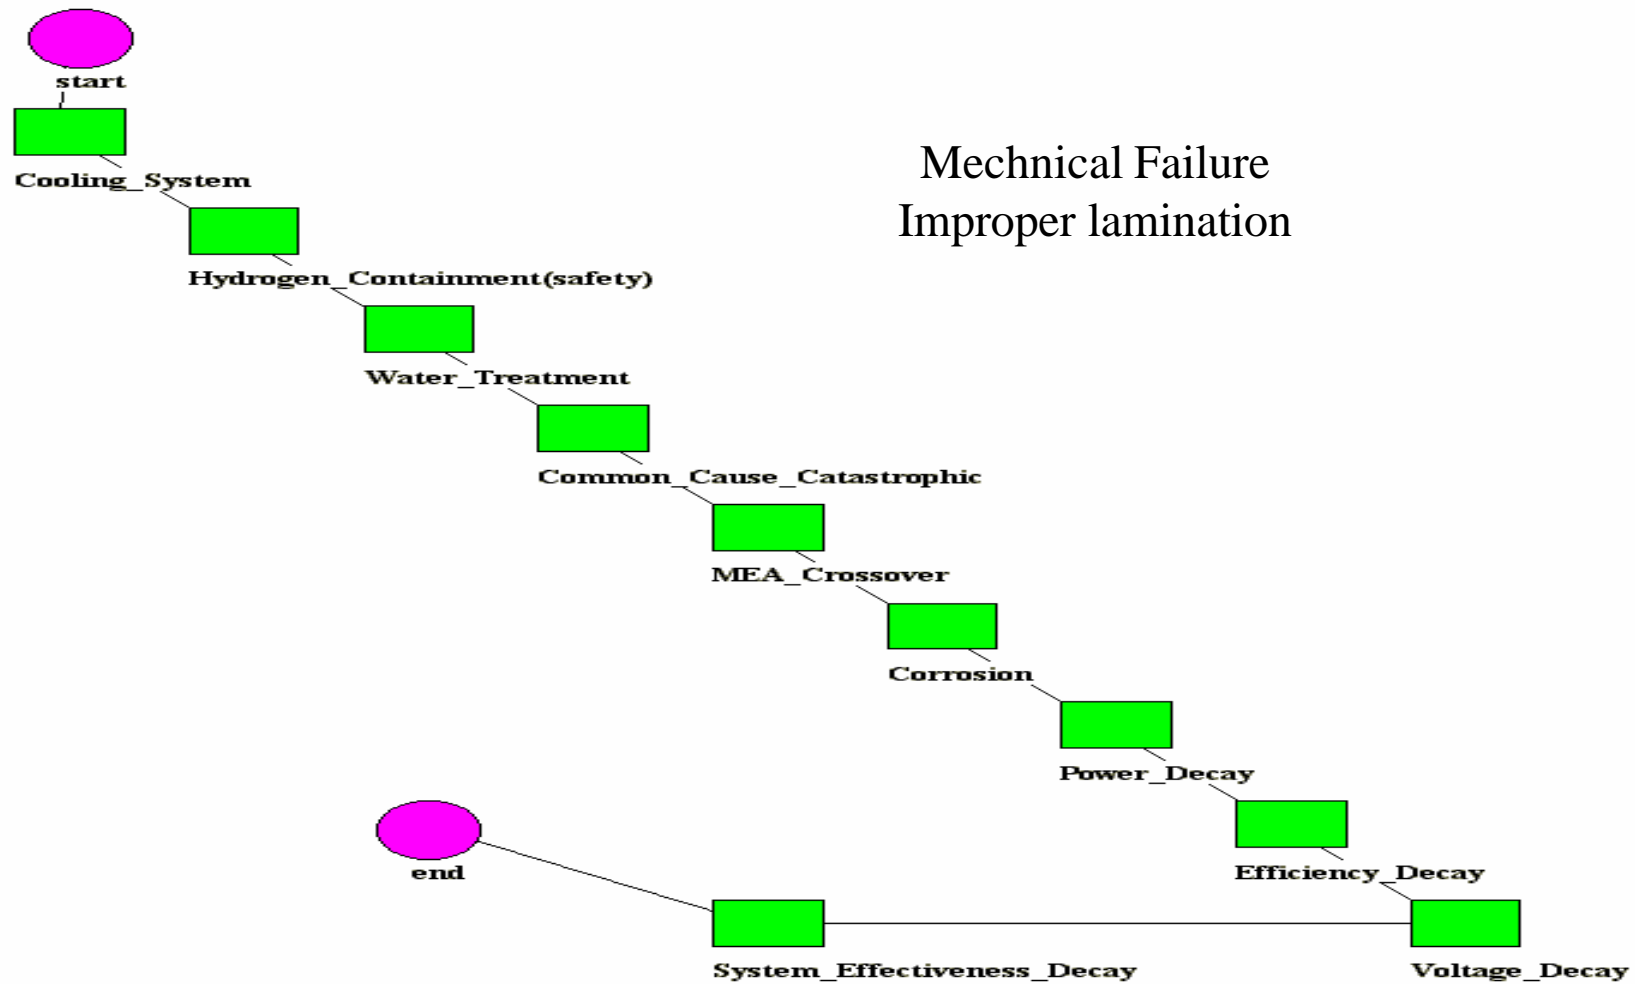 start
Cooling_System
Mechnical Failure
Improper lamination
Hydrogen_Containment(safety)
Water_Treatment
Common_Cause_Catastrophic
MEA_Crossover
Corrosion
Power_Decay
end
Efficiency_Decay
System_Effectiveness_Decay
Voltage_Decay